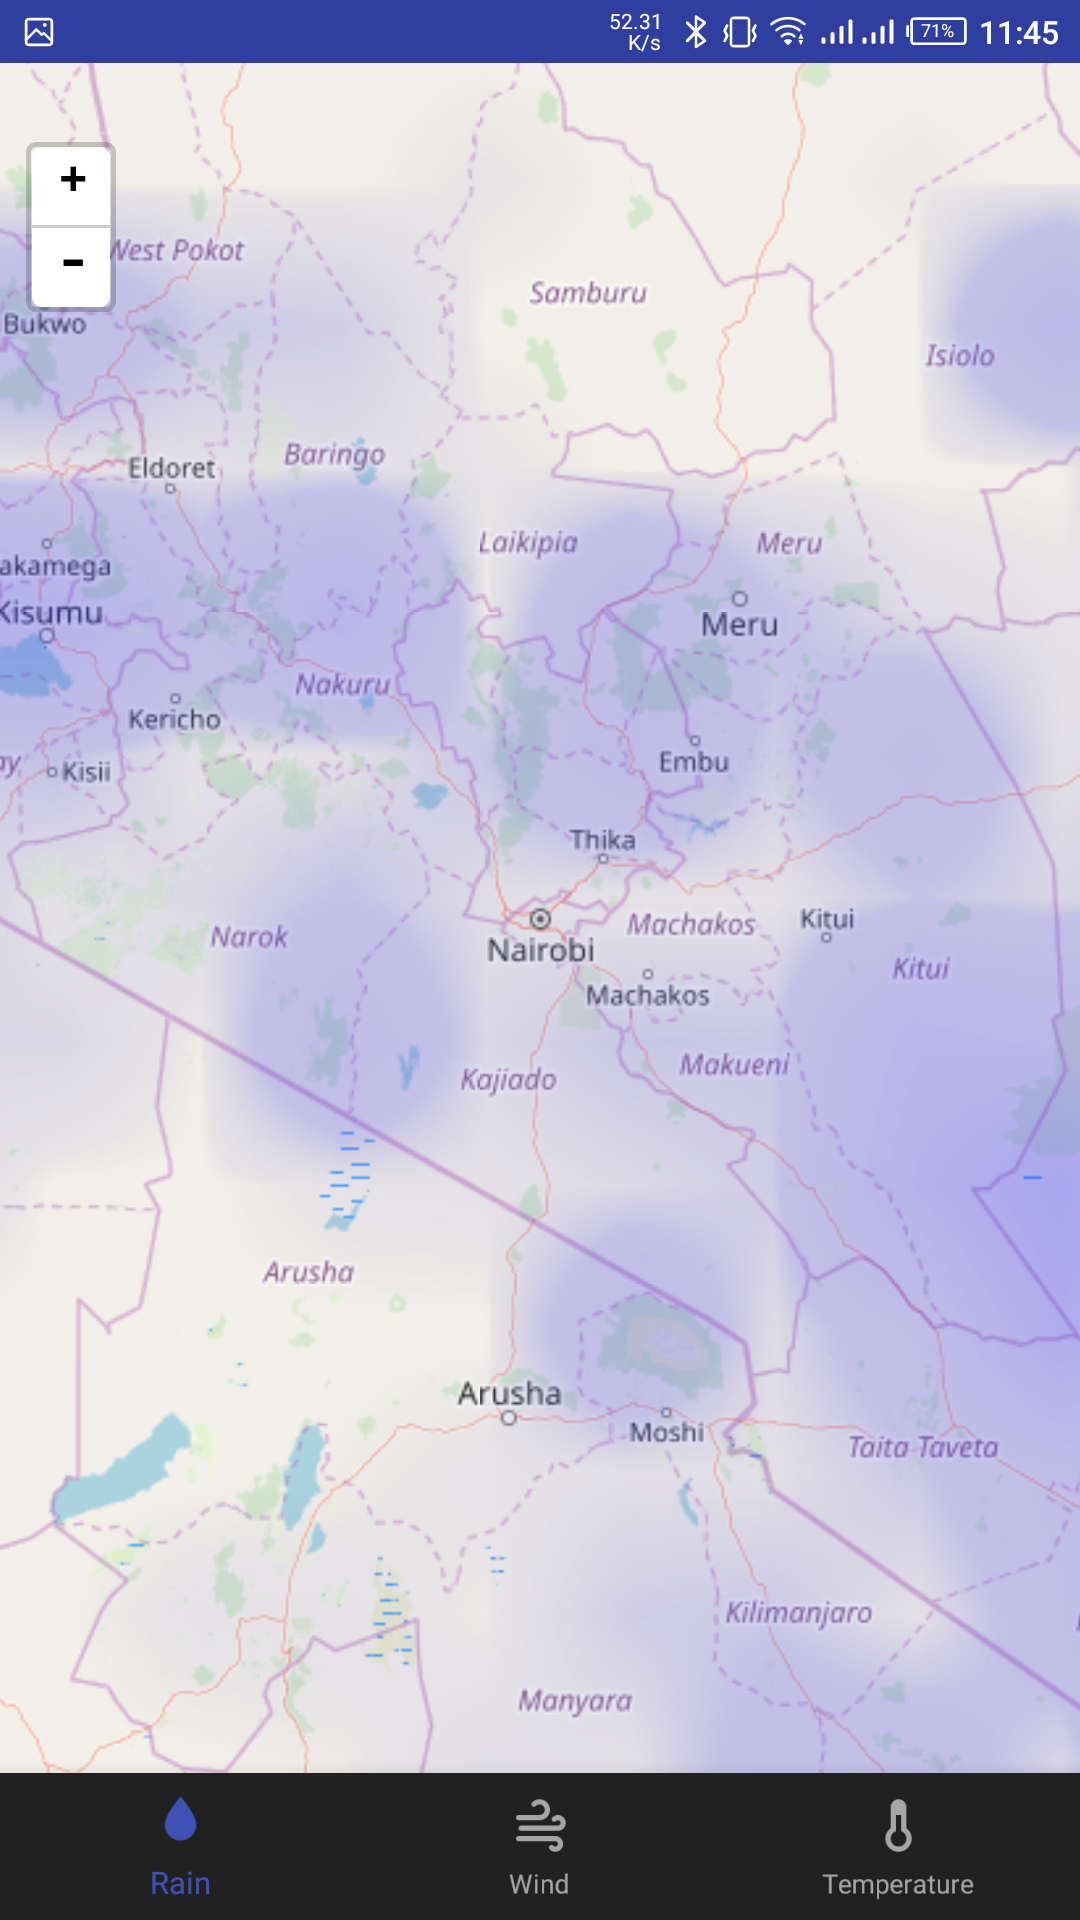 52.31
K/s
71%
11:45
+
-
West Pokot
Samburu
Bukwo
Isiolo
Baringo
Eldoret
Laikipia
Meru
akamega
Kisumu
Meru
Nakuru
Kericho
ay
Kisii
Embu
Thika
Narok
Machakos
Kitui
Nairobi
Kitui
Machakos
Makueni
Kajiado
Arusha
Arusha
Moshi
Taita Taveta
Kilimanjaro
Manyara
Rain
Wind
Temperature